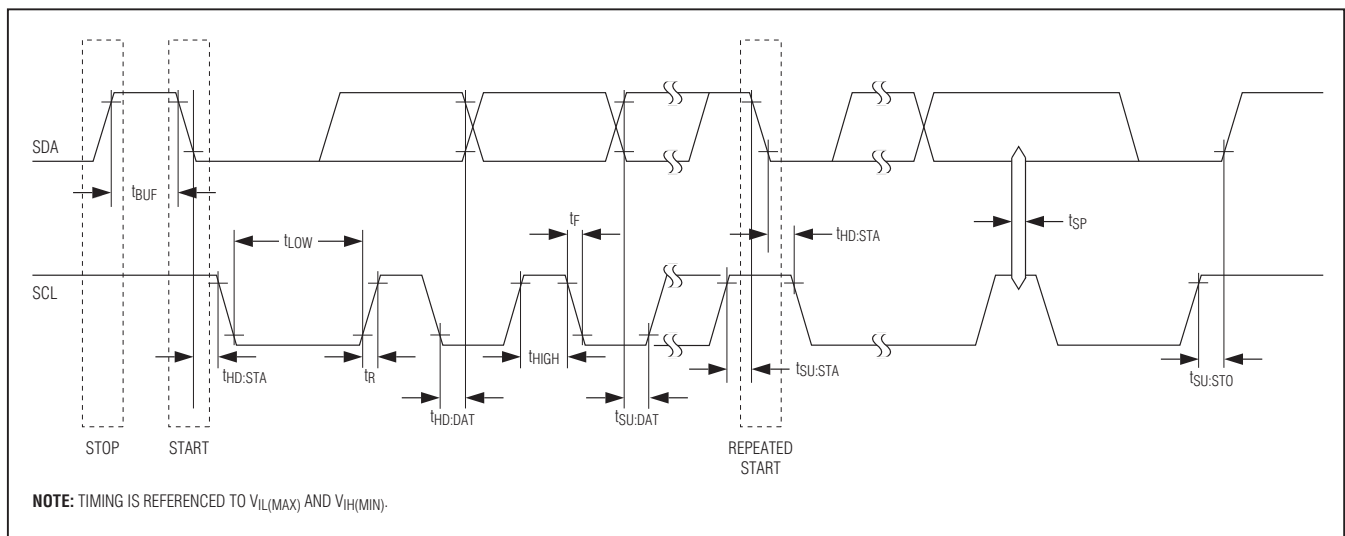 SDA
tBUF
tLOW
tF
tHD:STA
tSP
SCL
tHD:STA
tR
tHIGH
tHD:DAT
tSU:DAT
tSU:STA
tSU:STO
STOP
START
REPEATED
START
NOTE: TIMING IS REFERENCED TO VIL(MAX) AND VIH(MIN).